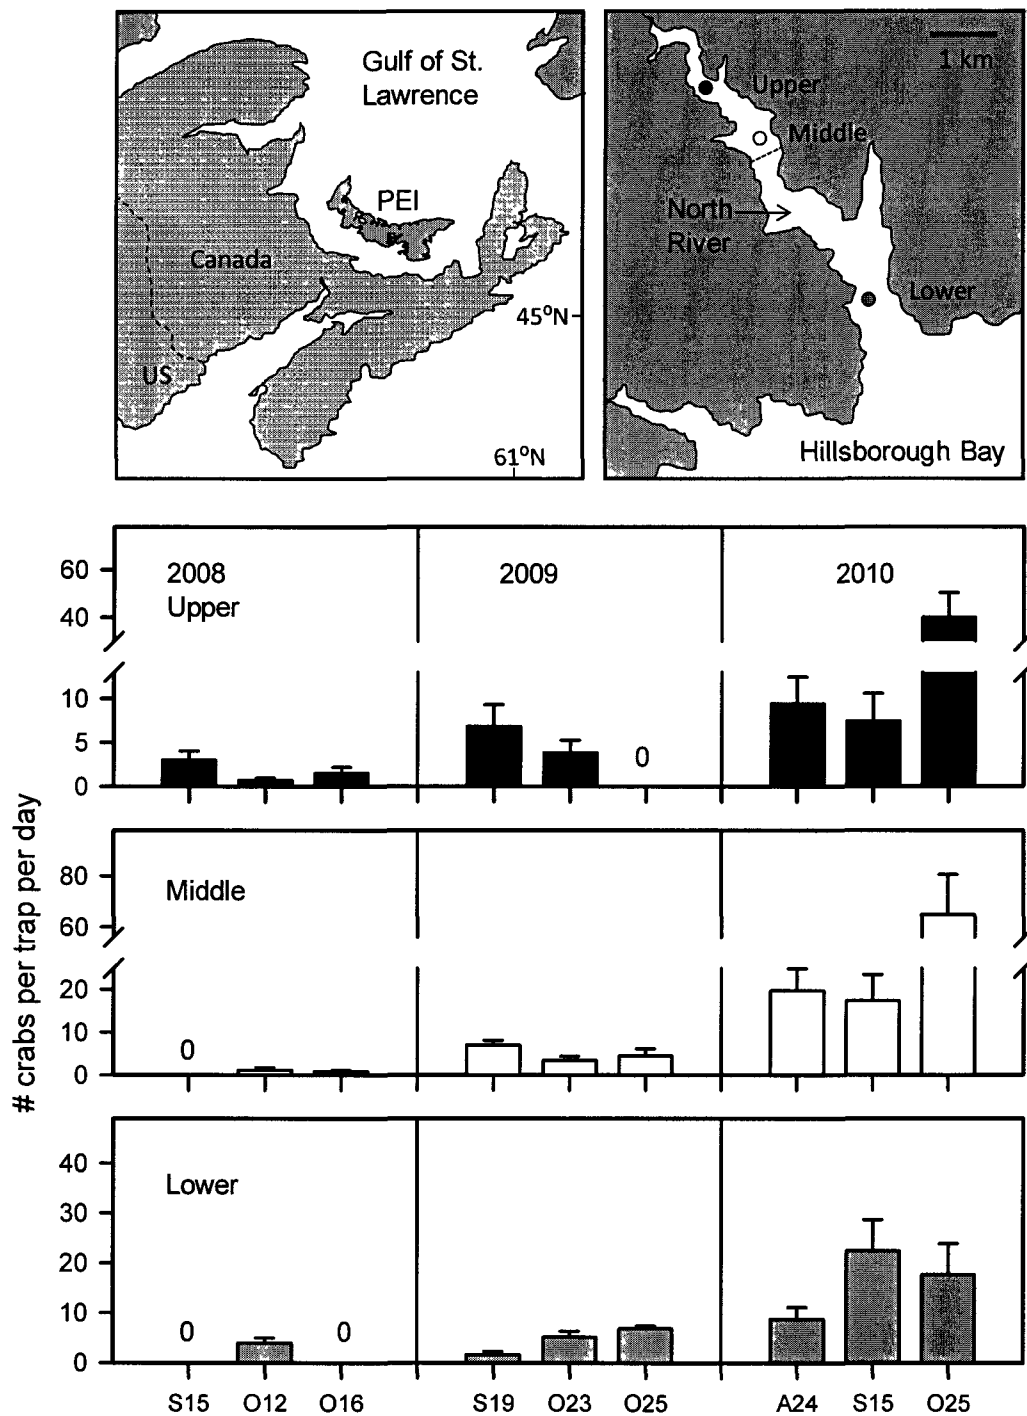 Gulf of St.
Lawrence
PEI
Canada
US
45°N
61°N
1 km
Upper
Middle
North
River
Lower
Hillsborough Bay
# crabs per trap per day
2008
Upper
2009
2010
60
40
10
5
0
0
Middle
80
60
20
10
0
0
Lower
40
30
20
10
0
0
0
S15 O12 O16 S19 O23 O25 A24 S15 O25